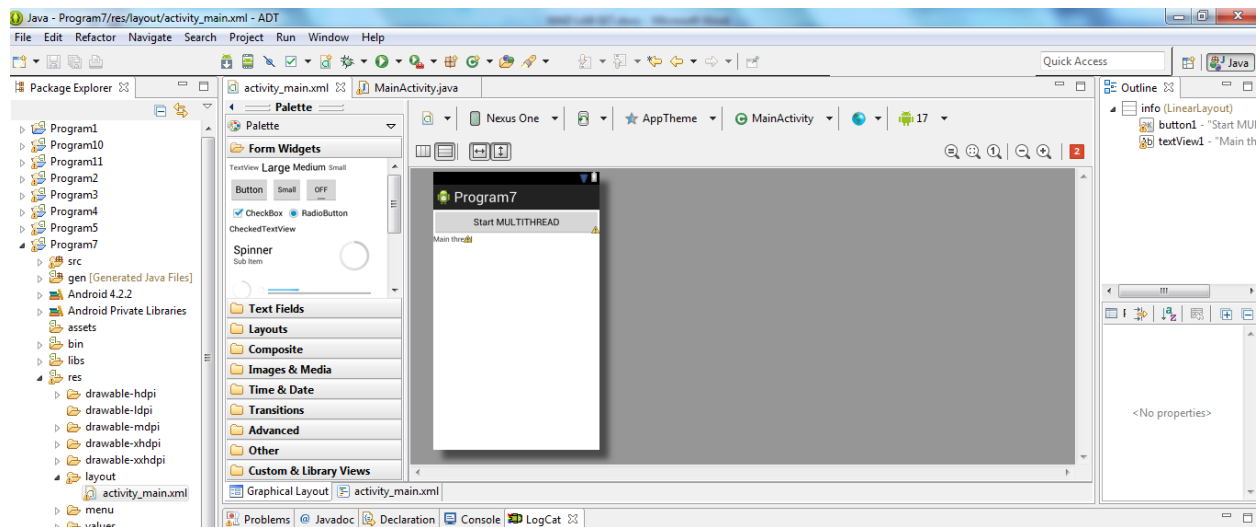 Java - Program7/res/layout/activity_main.xml - ADT
File Edit Refactor Navigate Search Project Run Window Help
Quick Access
Java
Package Explorer
Program1
Program10
Program11
Program2
Program3
Program4
Program5
Program7
src
gen [Generated Java Files]
Android 4.2.2
Android Private Libraries
assets
bin
libs
res
drawable-hdpi
drawable-ldpi
drawable-mdpi
drawable-xhdpi
drawable-xxhdpi
layout
activity_main.xml
menu
values
activity_main.xml MainActivity.java
Palette
Palette
Form Widgets
TextView Large Medium Small
Button Small OFF
CheckBox RadioButton
CheckedTextView
Spinner
Sub Item
Text Fields
Layouts
Composite
Images & Media
Time & Date
Transitions
Advanced
Other
Custom & Library Views
Nexus One AppTheme MainActivity 17
2
Program7
Start MULTITHREAD
Main thread
Graphical Layout activity_main.xml
Problems Javadoc Declaration Console LogCat
Outline
info (LinearLayout)
button1 - "Start MU
textView1 - "Main th
<No properties>